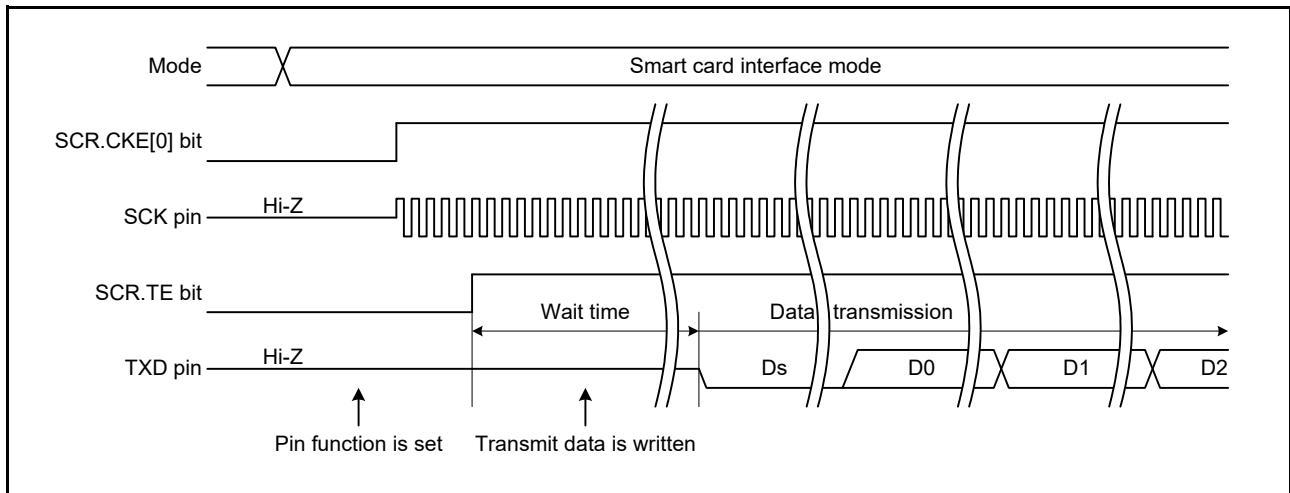 Mode
Smart card interface mode
SCR.CKE[0] bit
SCK pin
Hi-Z
SCR.TE bit
Wait time
Data transmission
TXD pin
Hi-Z
Ds
D0
D1
D2
Pin function is set
Transmit data is written